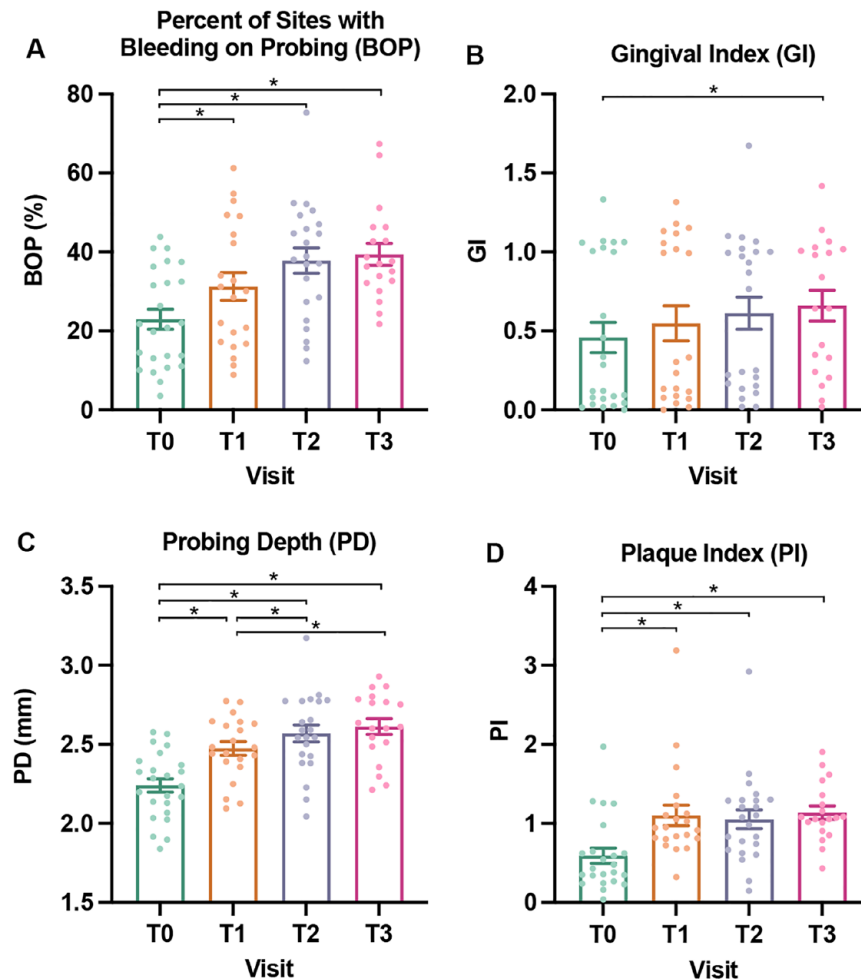 A
Percent of Sites with
Bleeding on Probing (BOP)
*
*
*
BOP (%)
80
60
40
20
0
T0 T1 T2 T3
Visit
B
Gingival Index (GI)
*
GI
2.0
1.5
1.0
0.5
0.0
T0 T1 T2 T3
Visit
C
Probing Depth (PD)
*
*
* *
*
PD (mm)
3.5
3.0
2.5
2.0
1.5
T0 T1 T2 T3
Visit
D
Plaque Index (PI)
*
*
*
PI
4
3
2
1
0
T0 T1 T2 T3
Visit